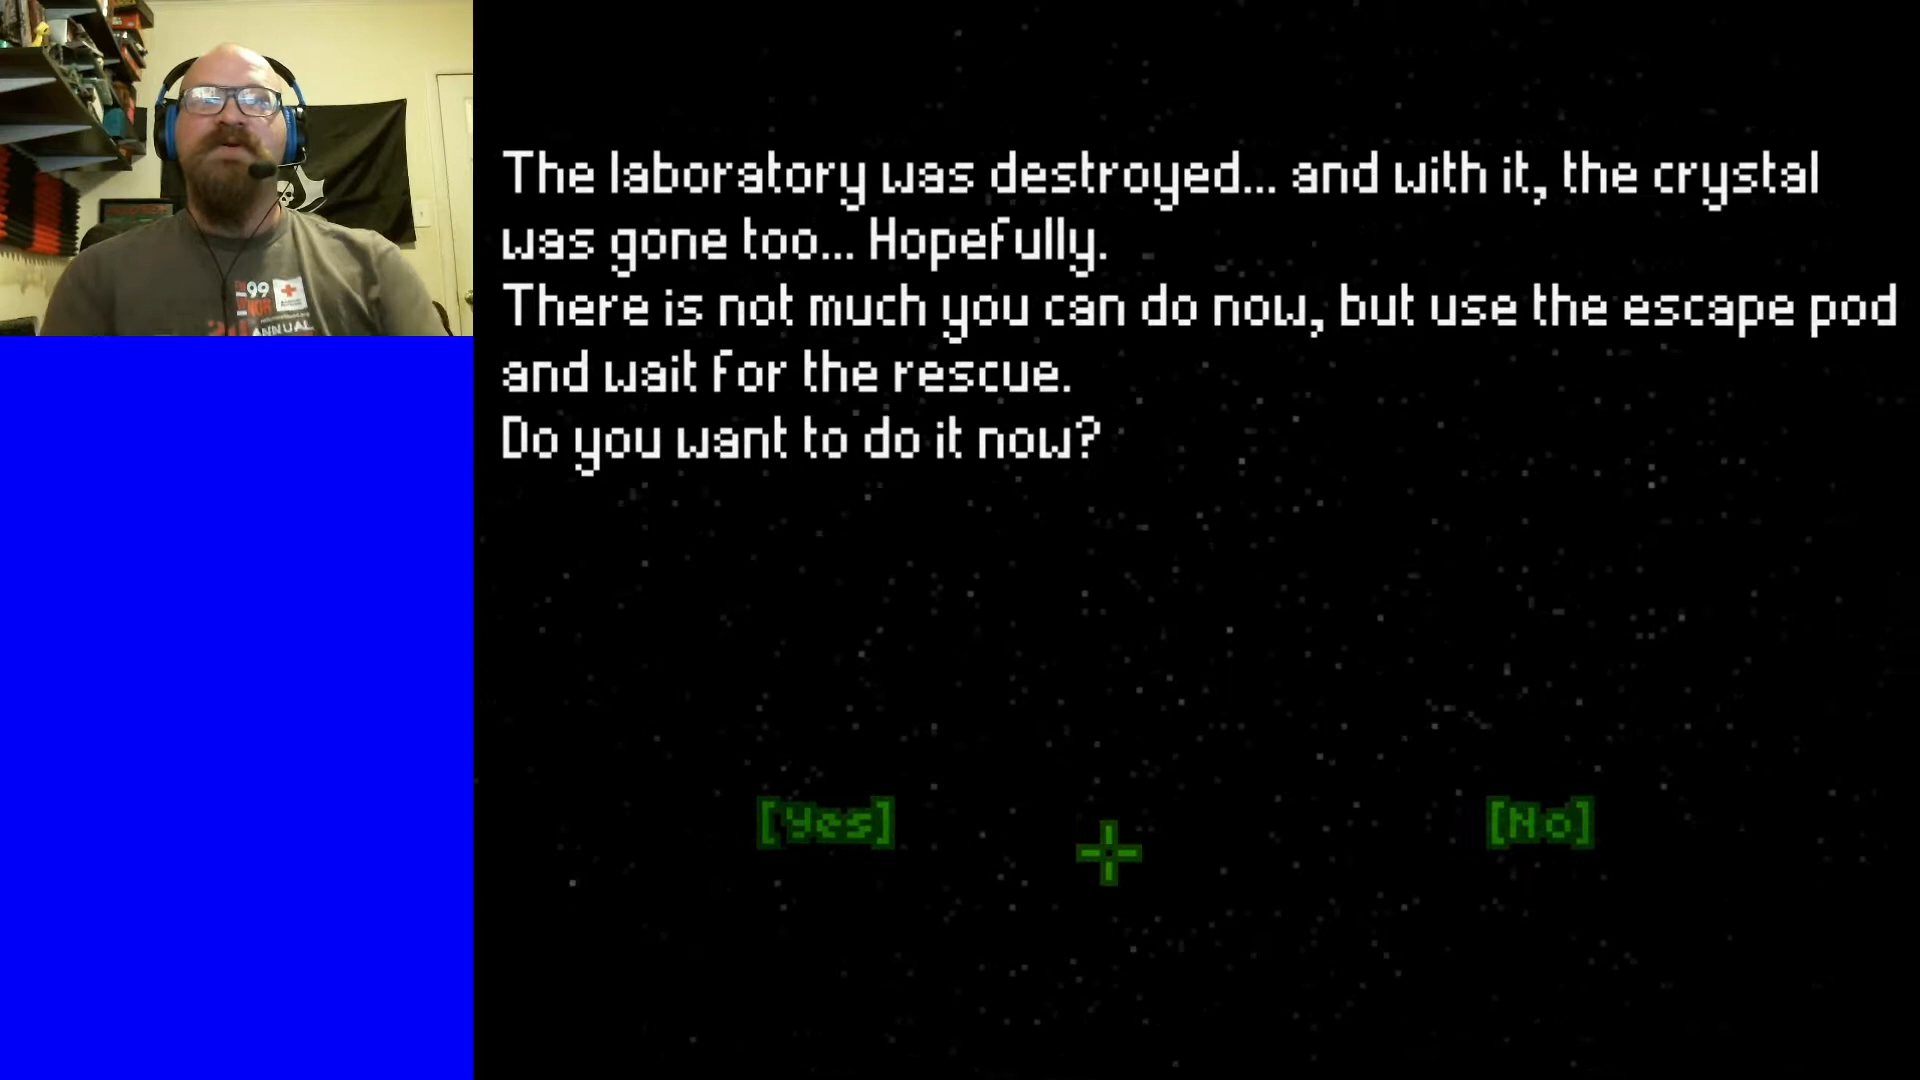 The laboratory was destroyed... and with it, the crystal
was gone too... Hopefully.
There is not much you can do now, but use the escape pod
and wait for the rescue.
Do you want to do it now?
[Yes]
[No]
99
ANNUAL